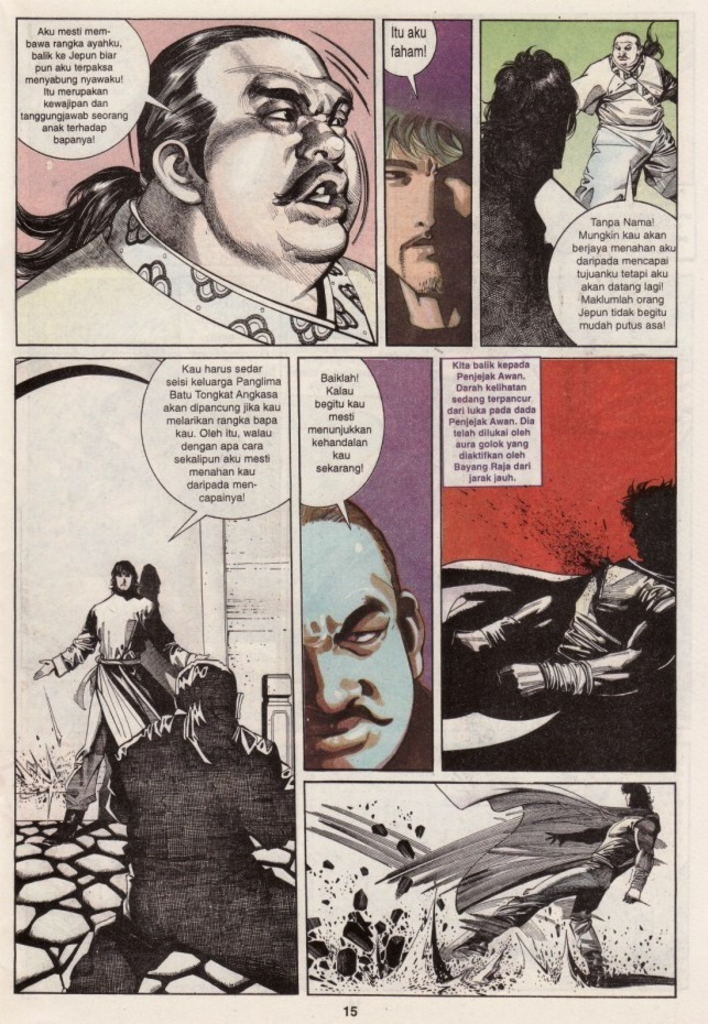 Aku mesti mem-
bawa rangka ayahku,
balik ke Jepun biar
pun aku terpaksa
menyabung nyawaku!
Itu merupakan
kewajipan dan
tanggungjawab seorang
anak terhadap
bapanya!
Itu aku
faham!
Tanpa Nama!
Mungkin kau akan
berjaya menahan aku
daripada mencapai
tujuanku tetapi aku
akan datang lagi!
Maklumlah orang
Jepun tidak begitu
mudah putus asa!
Kau harus sedar
seisi keluarga Panglima
Batu Tongkat Angkasa
akan dipancung jika kau
melarikan rangka bapa
kau. Oleh itu, walau
dengan apa cara
sekalipun aku mesti
menahan kau
daripada men-
capainya!
Baiklah!
Kalau
begitu kau
mesti
menunjukkan
kehandalan
kau
sekarang!
Kita balik kepada
Penjejak Awan.
Darah kelihatan
sedang terpancur
dari luka pada dada
Penjejak Awan. Dia
telah dilukai oleh
aura golok yang
diaktifkan oleh
Bayang Raja dari
jarak jauh.
15